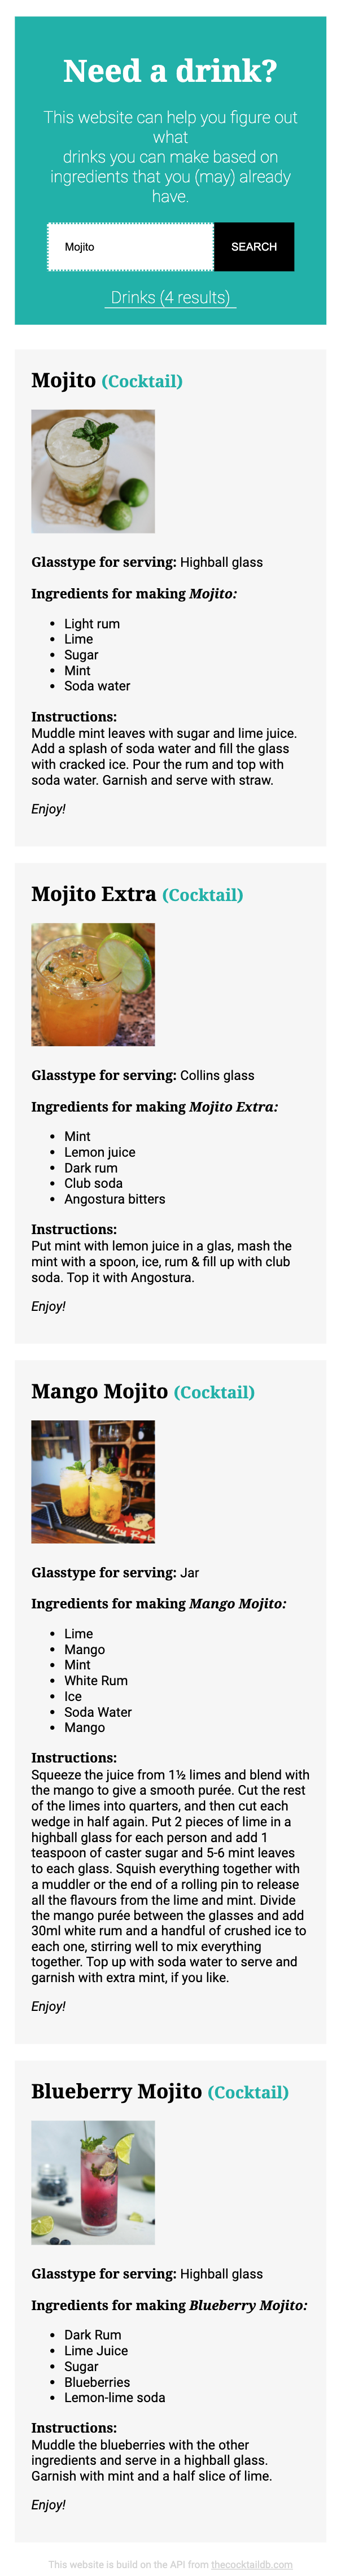 Need a drink?
This website can help you figure out
what
drinks you can make based on
ingredients that you (may) already
have.
Mojito
SEARCH
Drinks (4 results)
Mojito (Cocktail)
Glasstype for serving: Highball glass
Ingredients for making Mojito:
• Light rum
• Lime
• Sugar
• Mint
• Soda water
Instructions:
Muddle mint leaves with sugar and lime juice.
Add a splash of soda water and fill the glass
with cracked ice. Pour the rum and top with
soda water. Garnish and serve with straw.
Enjoy!
Mojito Extra (Cocktail)
Glasstype for serving: Collins glass
Ingredients for making Mojito Extra:
• Mint
• Lemon juice
• Dark rum
• Club soda
• Angostura bitters
Instructions:
Put mint with lemon juice in a glas, mash the
mint with a spoon, ice, rum & fill up with club
soda. Top it with Angostura.
Enjoy!
Mango Mojito (Cocktail)
Tiny Reb
Glasstype for serving: Jar
Ingredients for making Mango Mojito:
• Lime
• Mango
• Mint
• White Rum
• Ice
• Soda Water
• Mango
Instructions:
Squeeze the juice from 1½ limes and blend with
the mango to give a smooth purée. Cut the rest
of the limes into quarters, and then cut each
wedge in half again. Put 2 pieces of lime in a
highball glass for each person and add 1
teaspoon of caster sugar and 5-6 mint leaves
to each glass. Squish everything together with
a muddler or the end of a rolling pin to release
all the flavours from the lime and mint. Divide
the mango purée between the glasses and add
30ml white rum and a handful of crushed ice to
each one, stirring well to mix everything
together. Top up with soda water to serve and
garnish with extra mint, if you like.
Enjoy!
Blueberry Mojito (Cocktail)
Glasstype for serving: Highball glass
Ingredients for making Blueberry Mojito:
• Dark Rum
• Lime Juice
• Sugar
• Blueberries
• Lemon-lime soda
Instructions:
Muddle the blueberries with the other
ingredients and serve in a highball glass.
Garnish with mint and a half slice of lime.
Enjoy!
This website is build on the API from thecocktaildb.com